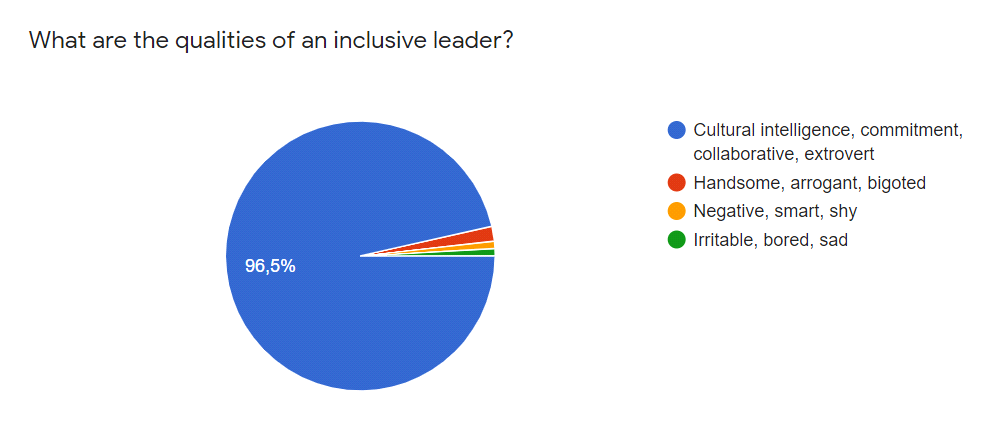 What are the qualities of an inclusive leader?
96,5%
Cultural intelligence, commitment,
collaborative, extrovert
Handsome, arrogant, bigoted
Negative, smart, shy
Irritable, bored, sad